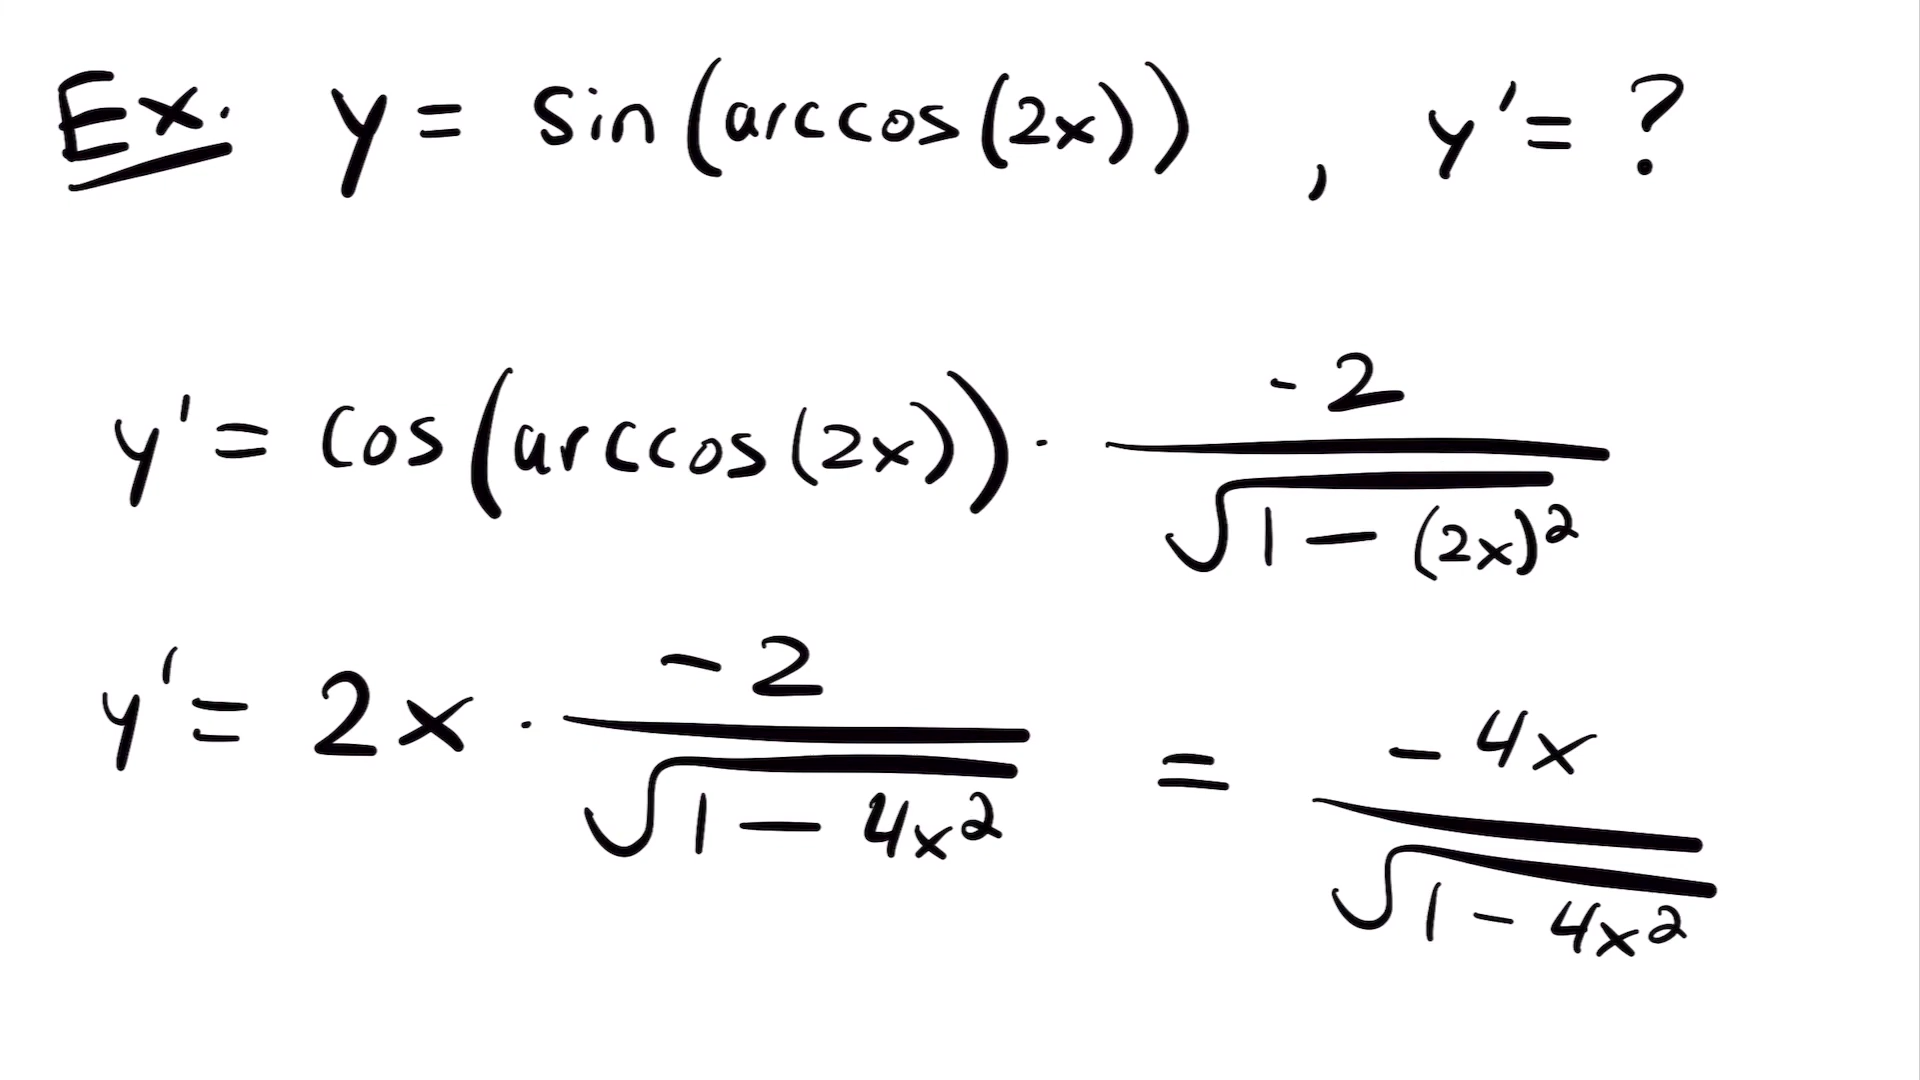 Ex. y = sin(arccos(2x)) , y' = ?
y' = cos(arccos(2x)) · -2/√(1 - (2x)²)
y' = 2x · -2/√(1 - 4x²) = -4x/√(1 - 4x²)